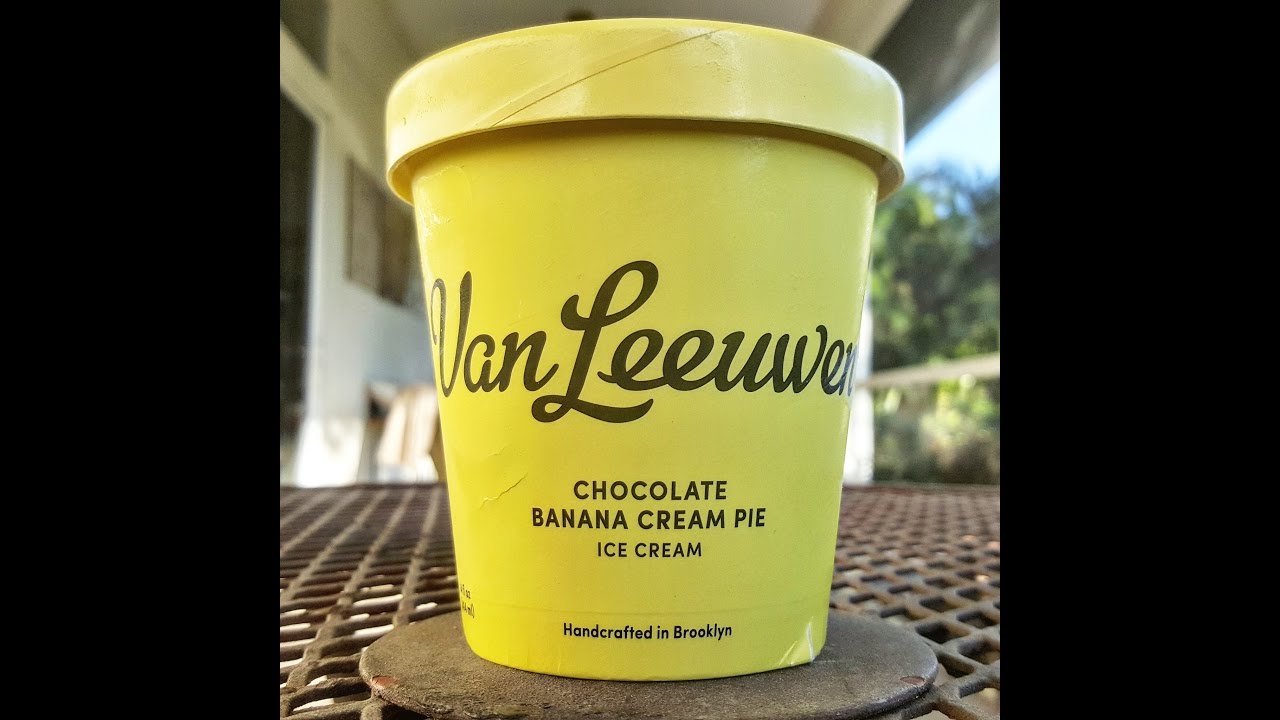 Van Leeuwen
CHOCOLATE
BANANA CREAM PIE
ICE CREAM
Handcrafted in Brooklyn